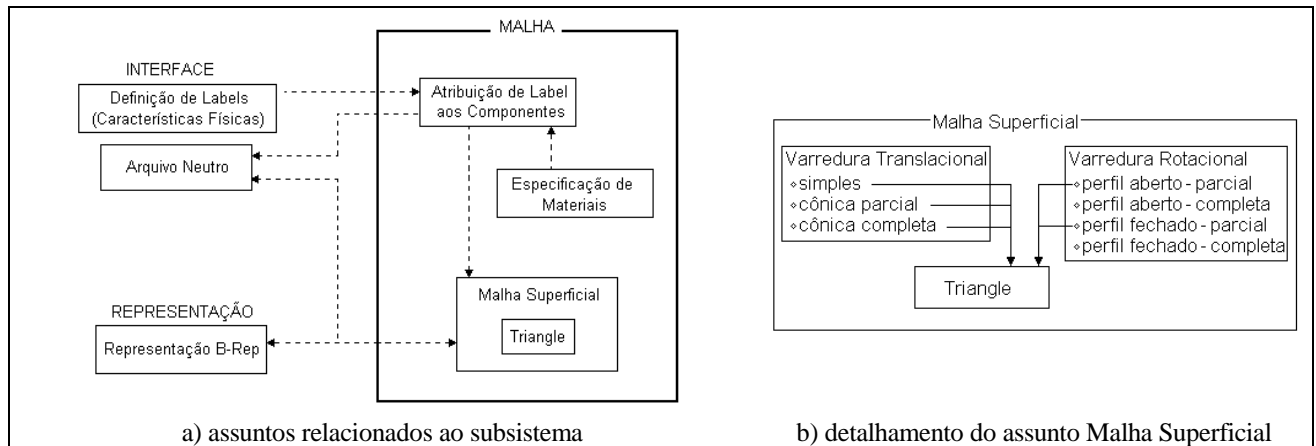 MALHA
INTERFACE
Definição de Labels
(Característias Físicas)
Atribuição de Label
aos Componentes
Arquivo Neutro
Especificação de
Materiais
Malha Superficial
Triangle
REPRESENTAÇÃO
Representação B-Rep
a) assuntos relacionados ao subsistema
Malha Superficial
Varredura Translacional
simples
cônica parcial
cônica completa
Varredura Rotacional
perfil aberto - parcial
perfil aberto - completa
perfil fechado - parcial
perfil fechado - completa
Triangle
b) detalhamento do assunto Malha Superficial